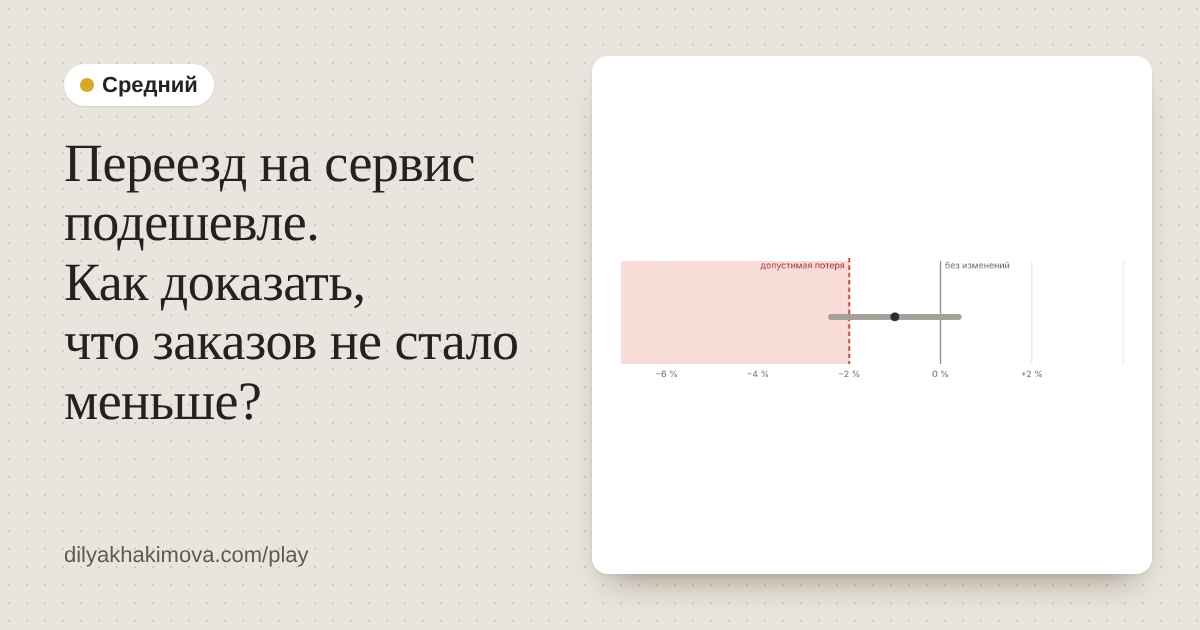 Средний
Переезд на сервис
подешевле.
Как доказать,
что заказов не стало
меньше?
dilyakhakimova.com/play
допустимая потеря
без изменений
−6 %
−4 %
−2 %
0 %
+2 %